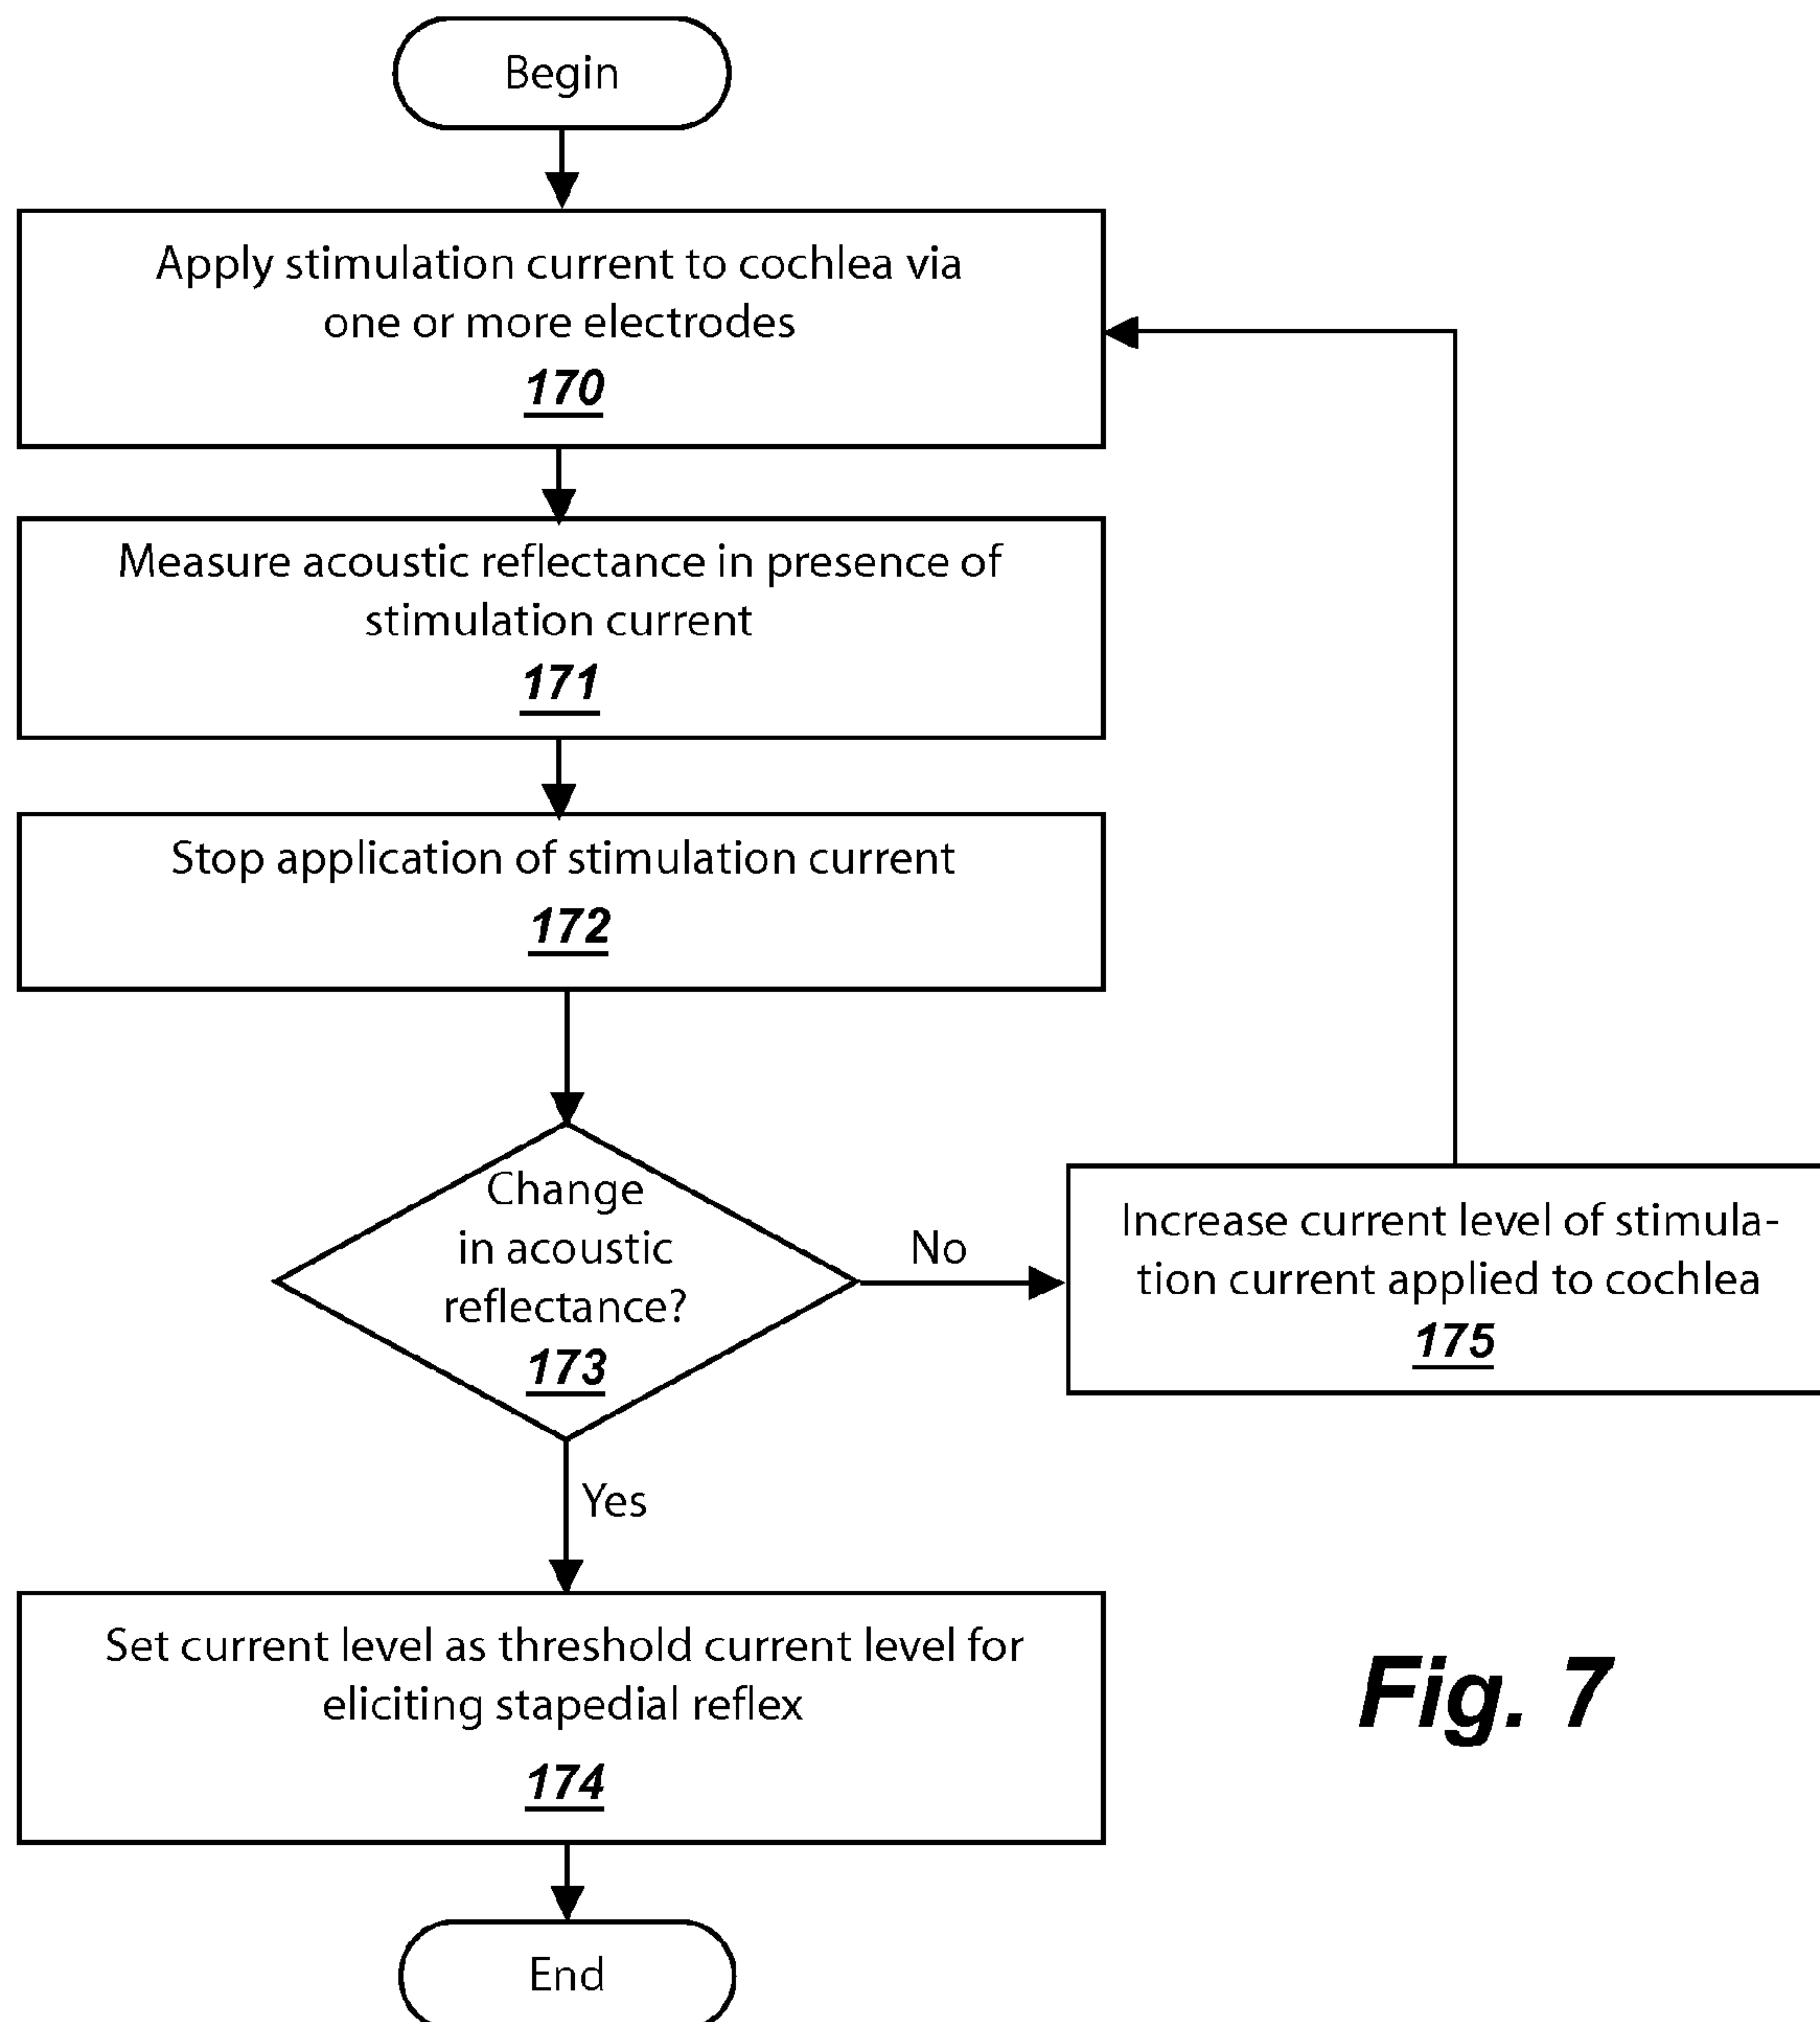 Begin
Apply stimulation current to cochlea via
one or more electrodes
170
Measure acoustic reflectance in presence of
stimulation current
171
Stop application of stimulation current
172
Change
in acoustic
reflectance?
173
No
Increase current level of stimula-
tion current applied to cochlea
175
Yes
Set current level as threshold current level for
eliciting stapedial reflex
174
Fig. 7
End